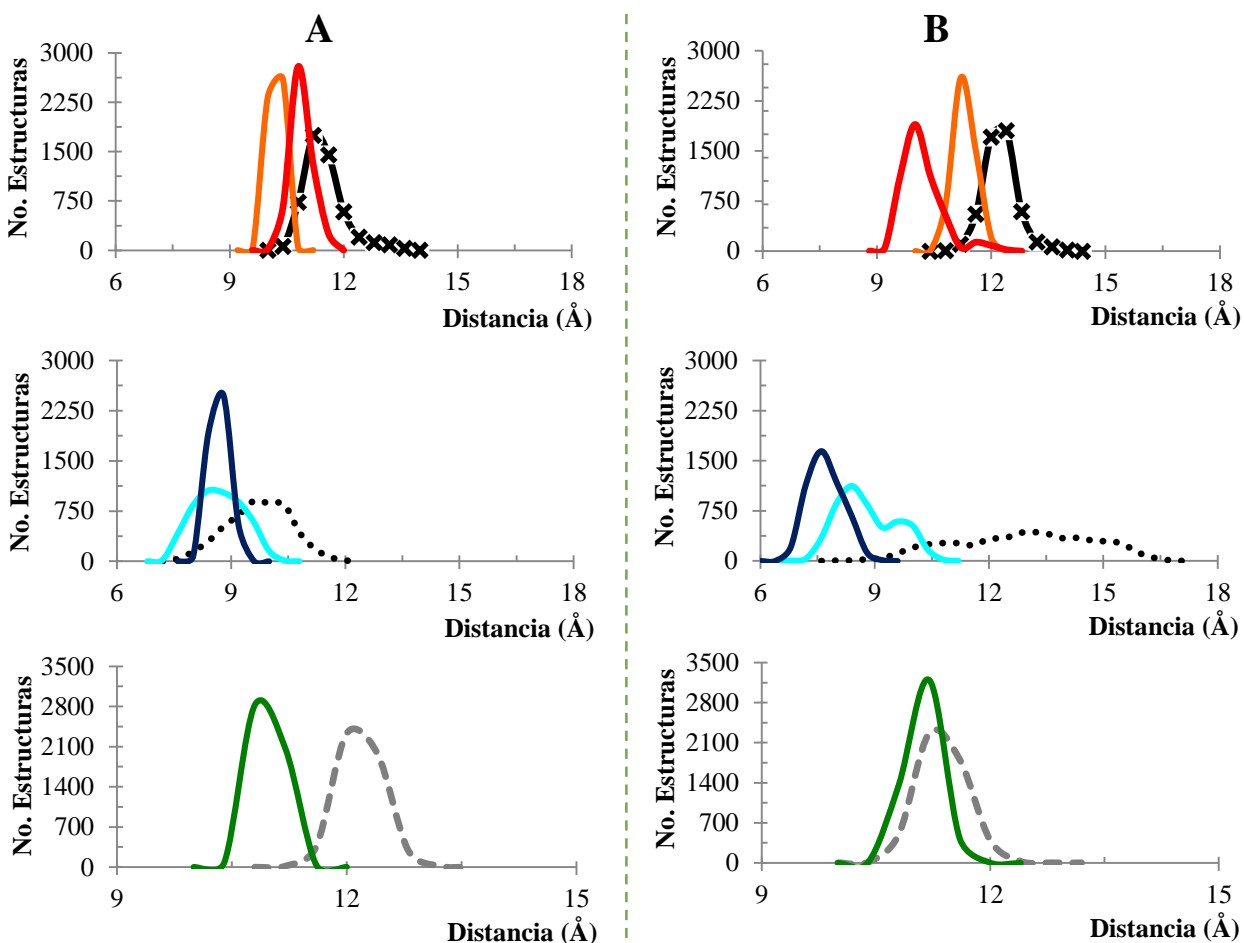 A
No. Estructuras
3000
2250
1500
750
0
6 9 12 15 18
Distancia (Å)
B
No. Estructuras
3000
2250
1500
750
0
6 9 12 15 18
Distancia (Å)
No. Estructuras
3000
2250
1500
750
0
6 9 12 15 18
Distancia (Å)
No. Estructuras
3000
2250
1500
750
0
6 9 12 15 18
Distancia (Å)
No. Estructuras
3500
2800
2100
1400
700
0
9 12 15
Distancia (Å)
No. Estructuras
3500
2800
2100
1400
700
0
9 12 15
Distancia (Å)